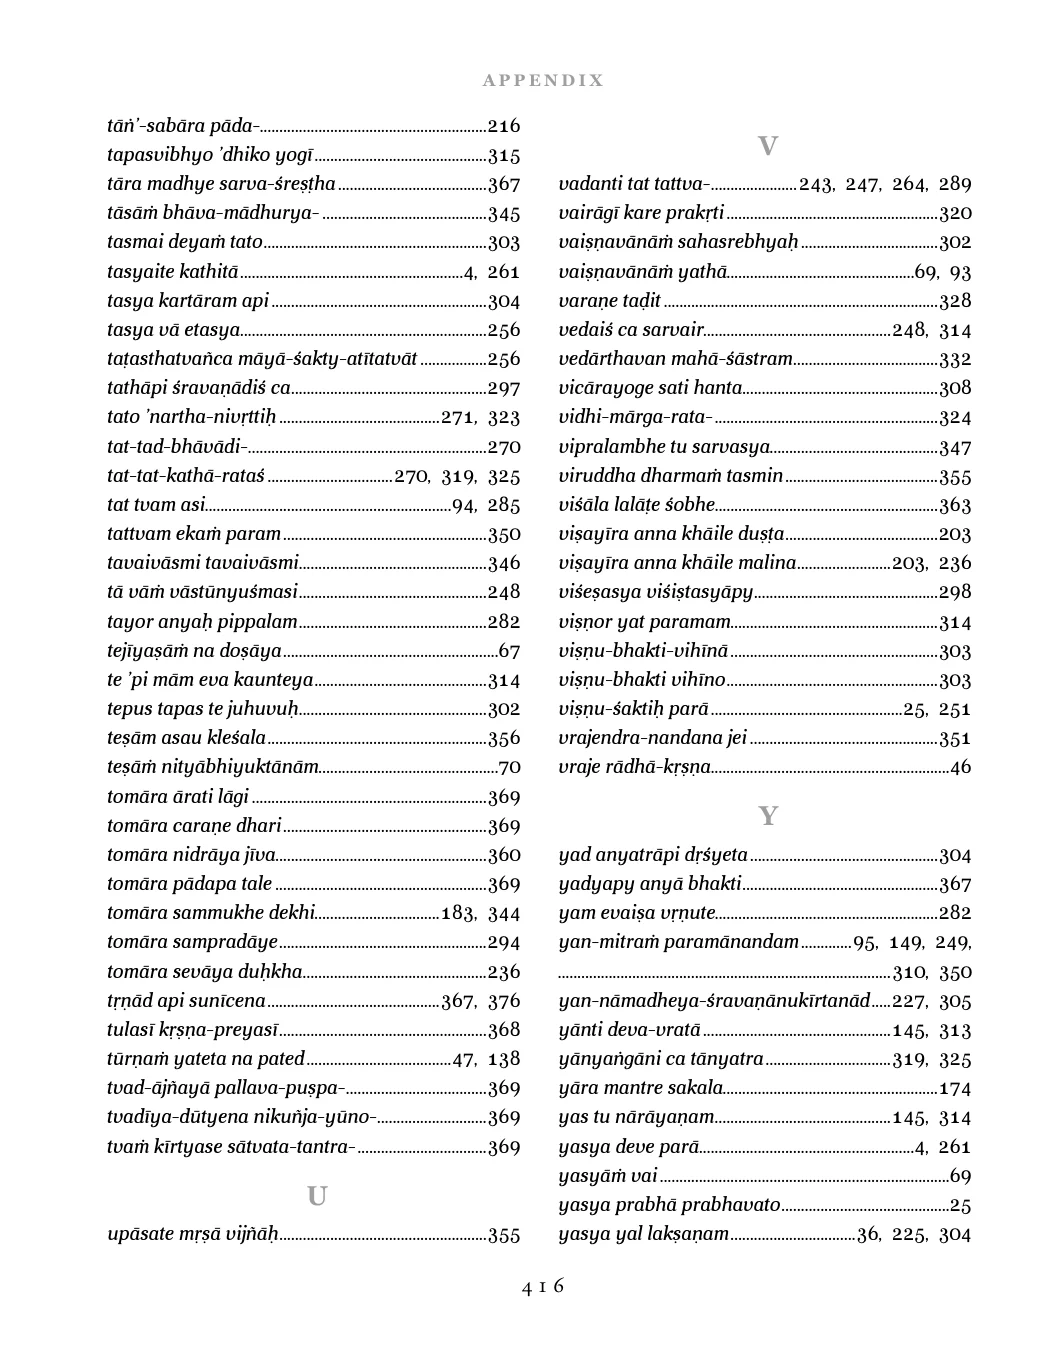 APPENDIX
tāṅ’-sabāra pāda-..........................................................216
tapasvibhyo ’dhiko yogī............................................315
tāra madhye sarva-śreṣṭha......................................367
tāsāṁ bhāva-mādhurya-..........................................345
tasmai deyaṁ tato.........................................................303
tasyaite kathitā.........................................................4, 261
tasya kartāram api.......................................................304
tasya vā etasya...............................................................256
taṭasthatvañca māyā-śakty-atītatvāt.................256
tathāpi śravaṇādiś ca..................................................297
tato ’nartha-nivṛttiḥ.........................................271, 323
tat-tad-bhāvādi-.............................................................270
tat-tat-kathā-rataś................................270, 319, 325
tat tvam asi...............................................................94, 285
tattvam ekaṁ param....................................................350
tavaivāsmi tavaivāsmi................................................346
tā vāṁ vāstūnyuśmasi................................................248
tayor anyaḥ pippalam................................................282
tejīyaṣāṁ na doṣāya.......................................................67
te ’pi mām eva kaunteya............................................314
tepus tapas te juhuvuḥ................................................302
teṣām asau kleśala........................................................356
teṣāṁ nityābhiyuktānām..............................................70
tomāra ārati lāgi............................................................369
tomāra caraṇe dhari....................................................369
tomāra nidrāya jīva......................................................360
tomāra pādapa tale......................................................369
tomāra sammukhe dekhi................................183, 344
tomāra sampradāye.....................................................294
tomāra sevāya duḥkha...............................................236
tṛṇād api sunīcena............................................367, 376
tulasī kṛṣṇa-preyasī.....................................................368
tūrṇaṁ yateta na pated.....................................47, 138
tvad-ājñayā pallava-puṣpa-....................................369
tvadīya-dūtyena nikuñja-yūno-............................369
tvaṁ kīrtyase sātvata-tantra-.................................369
U
upāsate mṛṣā vijñāḥ.....................................................355
V
vadanti tat tattva-......................243, 247, 264, 289
vairāgī kare prakṛti......................................................320
vaiṣṇavānāṁ sahasrebhyaḥ...................................302
vaiṣṇavānāṁ yathā................................................69, 93
varaṇe taḍit......................................................................328
vedaiś ca sarvair................................................248, 314
vedārthavan mahā-śāstram.....................................332
vicārayoge sati hanta..................................................308
vidhi-mārga-rata-.........................................................324
vipralambhe tu sarvasya...........................................347
viruddha dharmaṁ tasmin.......................................355
viśāla lalāṭe śobhe.........................................................363
viṣayīra anna khāile duṣṭa.......................................203
viṣayīra anna khāile malina........................203, 236
viśeṣasya viśiṣtasyāpy...............................................298
viṣṇor yat paramam.....................................................314
viṣṇu-bhakti-vihīnā.....................................................303
viṣṇu-bhakti vihīno......................................................303
viṣṇu-śaktiḥ parā.................................................25, 251
vrajendra-nandana jei................................................351
vraje rādhā-kṛṣṇa.............................................................46
Y
yad anyatrāpi dṛśyeta................................................304
yadyapy anyā bhakti..................................................367
yam evaiṣa vṛṇute.........................................................282
yan-mitraṁ paramānandam.............95, 149, 249,
.....................................................................................310, 350
yan-nāmadheya-śravaṇānukīrtanād.....227, 305
yānti deva-vratā................................................145, 313
yānyaṅgāni ca tānyatra................................319, 325
yāra mantre sakala.......................................................174
yas tu nārāyaṇam.............................................145, 314
yasya deve parā.......................................................4, 261
yasyāṁ vai..........................................................................69
yasya prabhā prabhavato...........................................25
yasya yal lakṣaṇam................................36, 225, 304
416